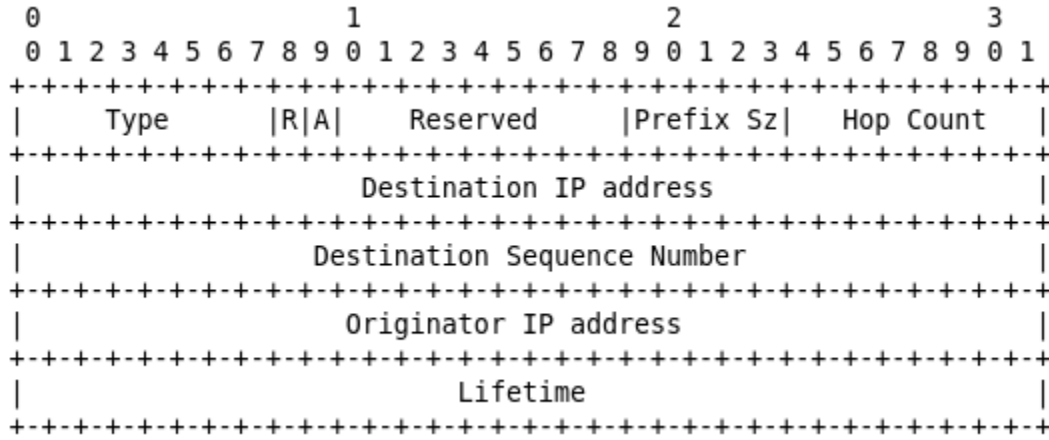 0                   1                   2                   3
 0 1 2 3 4 5 6 7 8 9 0 1 2 3 4 5 6 7 8 9 0 1 2 3 4 5 6 7 8 9 0 1
+-+-+-+-+-+-+-+-+-+-+-+-+-+-+-+-+-+-+-+-+-+-+-+-+-+-+-+-+-+-+-+-+
|     Type      |R|A|    Reserved     |Prefix Sz|   Hop Count   |
+-+-+-+-+-+-+-+-+-+-+-+-+-+-+-+-+-+-+-+-+-+-+-+-+-+-+-+-+-+-+-+-+
|                     Destination IP address                    |
+-+-+-+-+-+-+-+-+-+-+-+-+-+-+-+-+-+-+-+-+-+-+-+-+-+-+-+-+-+-+-+-+
|                  Destination Sequence Number                  |
+-+-+-+-+-+-+-+-+-+-+-+-+-+-+-+-+-+-+-+-+-+-+-+-+-+-+-+-+-+-+-+-+
|                    Originator IP address                      |
+-+-+-+-+-+-+-+-+-+-+-+-+-+-+-+-+-+-+-+-+-+-+-+-+-+-+-+-+-+-+-+-+
|                           Lifetime                            |
+-+-+-+-+-+-+-+-+-+-+-+-+-+-+-+-+-+-+-+-+-+-+-+-+-+-+-+-+-+-+-+-+